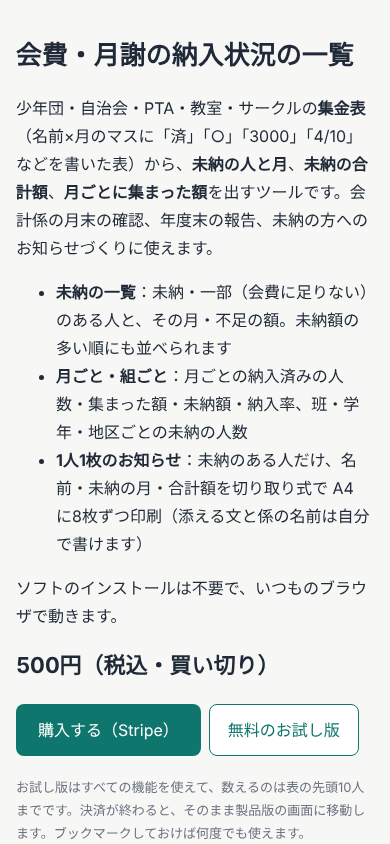 会費・月謝の納入状況の一覧
少年団・自治会・PTA・教室・サークルの集金表
（名前×月のマスに「済」「○」「3000」「4/10」
などを書いた表）から、未納の人と月、未納の合
計額、月ごとに集まった額を出すツールです。会
計係の月末の確認、年度末の報告、未納の方への
お知らせづくりに使えます。
• 未納の一覧：未納・一部（会費に足りない）
のある人と、その月・不足の額。未納額の
多い順にも並べられます
• 月ごと・組ごと：月ごとの納入済みの人
数・集まった額・未納額・納入率、班・学
年・地区ごとの未納の人数
• 1人1枚のお知らせ：未納のある人だけ、名
前・未納の月・合計額を切り取り式で A4
に8枚ずつ印刷（添える文と係の名前は自分
で書けます）
ソフトのインストールは不要で、いつものブラウ
ザで動きます。
500円（税込・買い切り）
購入する（Stripe） 無料のお試し版
お試し版はすべての機能を使えて、数えるのは表の先頭10人
までです。決済が終わると、そのまま製品版の画面に移動し
ます。ブックマークしておけば何度でも使えます。